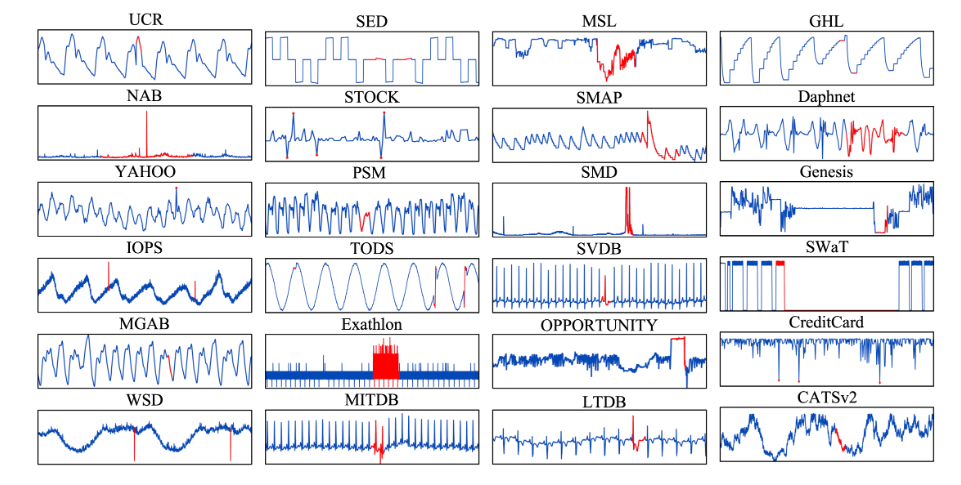 UCR SED MSL GHL
NAB STOCK SMAP Daphnet
YAHOO PSM SMD Genesis
IOPS TODS SVDB SWaT
MGAB Exathlon OPPORTUNITY CreditCard
WSD MITDB LTDB CATSv2